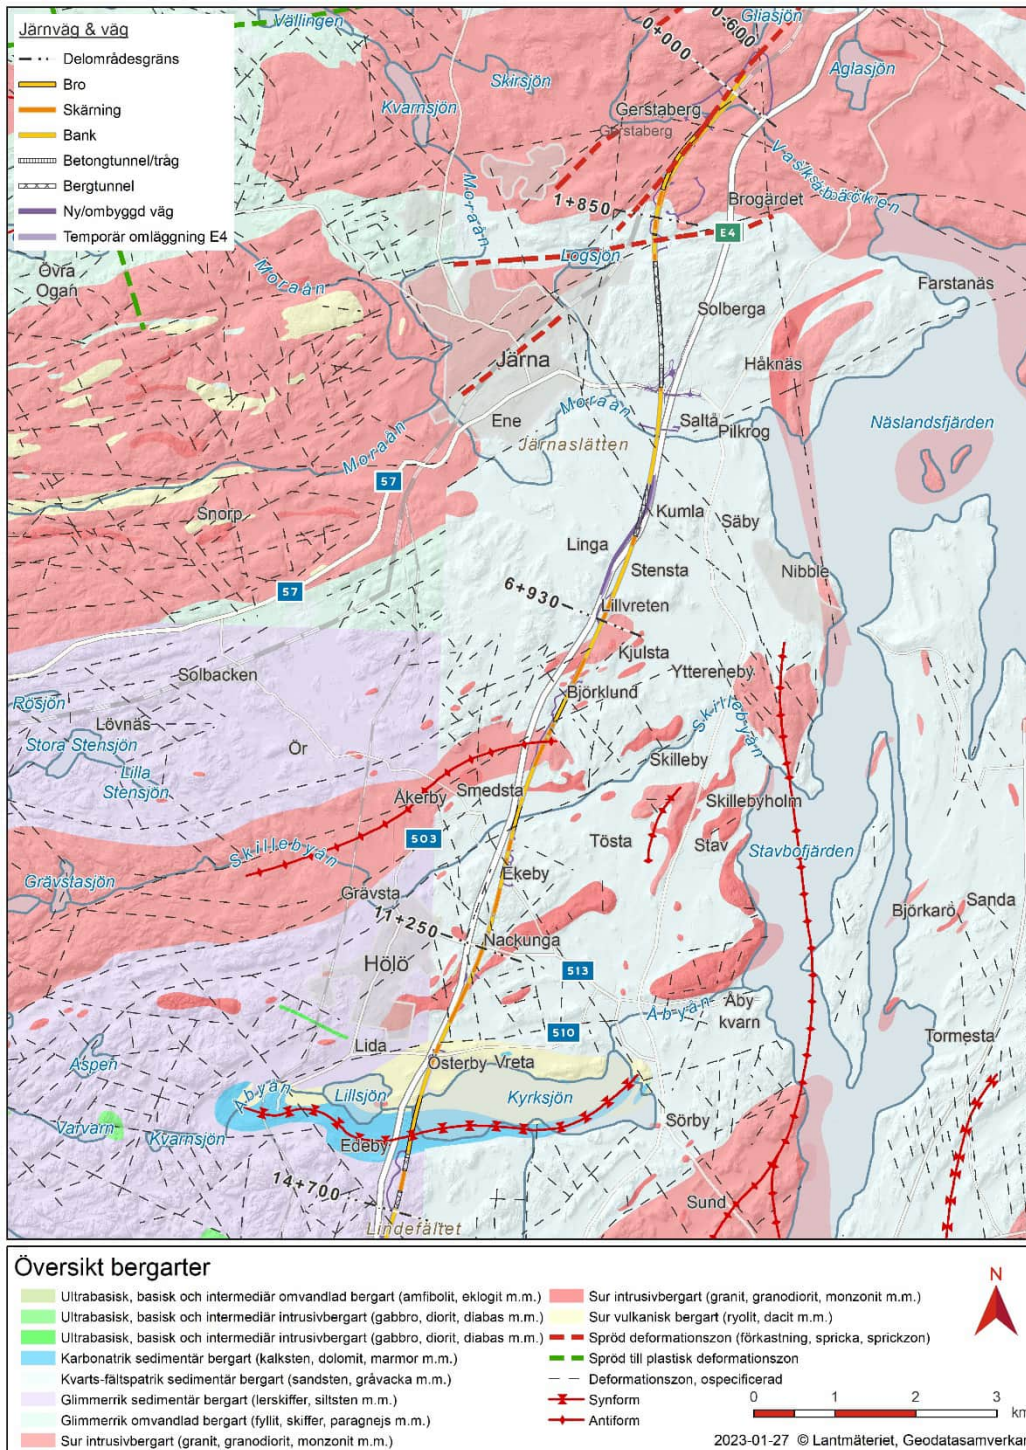 Järnväg & väg
Delområdesgräns
Bro
Skärning
Bank
Betongtunnel/tråg
Bergtunnel
Ny/ombyggd väg
Temporär omläggning E4
Vällingen
Gliasjön
0-600
0+000
Skirsjön
Aglasjön
Kvarnsjön
Gerstaberg
Gerstaberg
Vaskabäcken
Moraån
1+850
Brogärdet
E4
Logsjön
Övra
Ogan
Moraån
Farstanäs
Solberga
Järna
Håknäs
Moraån
Saltå
Pilkrog
Näslandsfjärden
Ene
Järnaslätten
Moraån
57
Snorp
Kumla
Säby
Linga
Stensta
Nibble
57
6+930
Lillvreten
Kjulsta
Solbacken
Yttereneby
Björklund
Rösjön
Lövnäs
Stora Stensjön
Ör
Skillebyån
Lilla
Stensjön
Skilleby
Åkerby
Smedsta
Skillebyholm
503
Tösta
Stav
Stavbofjärden
Skillebyån
Grävstasjön
Ekeby
Grävsta
Björkarö
Sanda
11+250
Nackunga
Hölö
513
Åbyån
Åby
kvarn
510
Tormesta
Lida
Aspen
Österby
Vreta
Åbyån
Lillsjön
Kyrksjön
Varvarn
Kvarnsjön
Edeby
Sörby
14+700
Sund
Lindefältet
Översikt bergarter
Ultrabasisk, basisk och intermediär omvandlad bergart (amfibolit, eklogit m.m.)
Ultrabasisk, basisk och intermediär intrusivbergart (gabbro, diorit, diabas m.m.)
Ultrabasisk, basisk och intermediär intrusivbergart (gabbro, diorit, diabas m.m.)
Karbonatrik sedimentär bergart (kalksten, dolomit, marmor m.m.)
Kvarts-fältspatrik sedimentär bergart (sandsten, gråvacka m.m.)
Glimmerrik sedimentär bergart (lerskiffer, siltsten m.m.)
Glimmerrik omvandlad bergart (fyllit, skiffer, paragnejs m.m.)
Sur intrusivbergart (granit, granodiorit, monzonit m.m.)
Sur intrusivbergart (granit, granodiorit, monzonit m.m.)
Sur vulkanisk bergart (ryolit, dacit m.m.)
Spröd deformationszon (förkastning, spricka, sprickzon)
Spröd till plastisk deformationszon
Deformationszon, ospecificerad
Synform
Antiform
N
0 1 2 3
km
2023-01-27 © Lantmäteriet, Geodatasamverkan